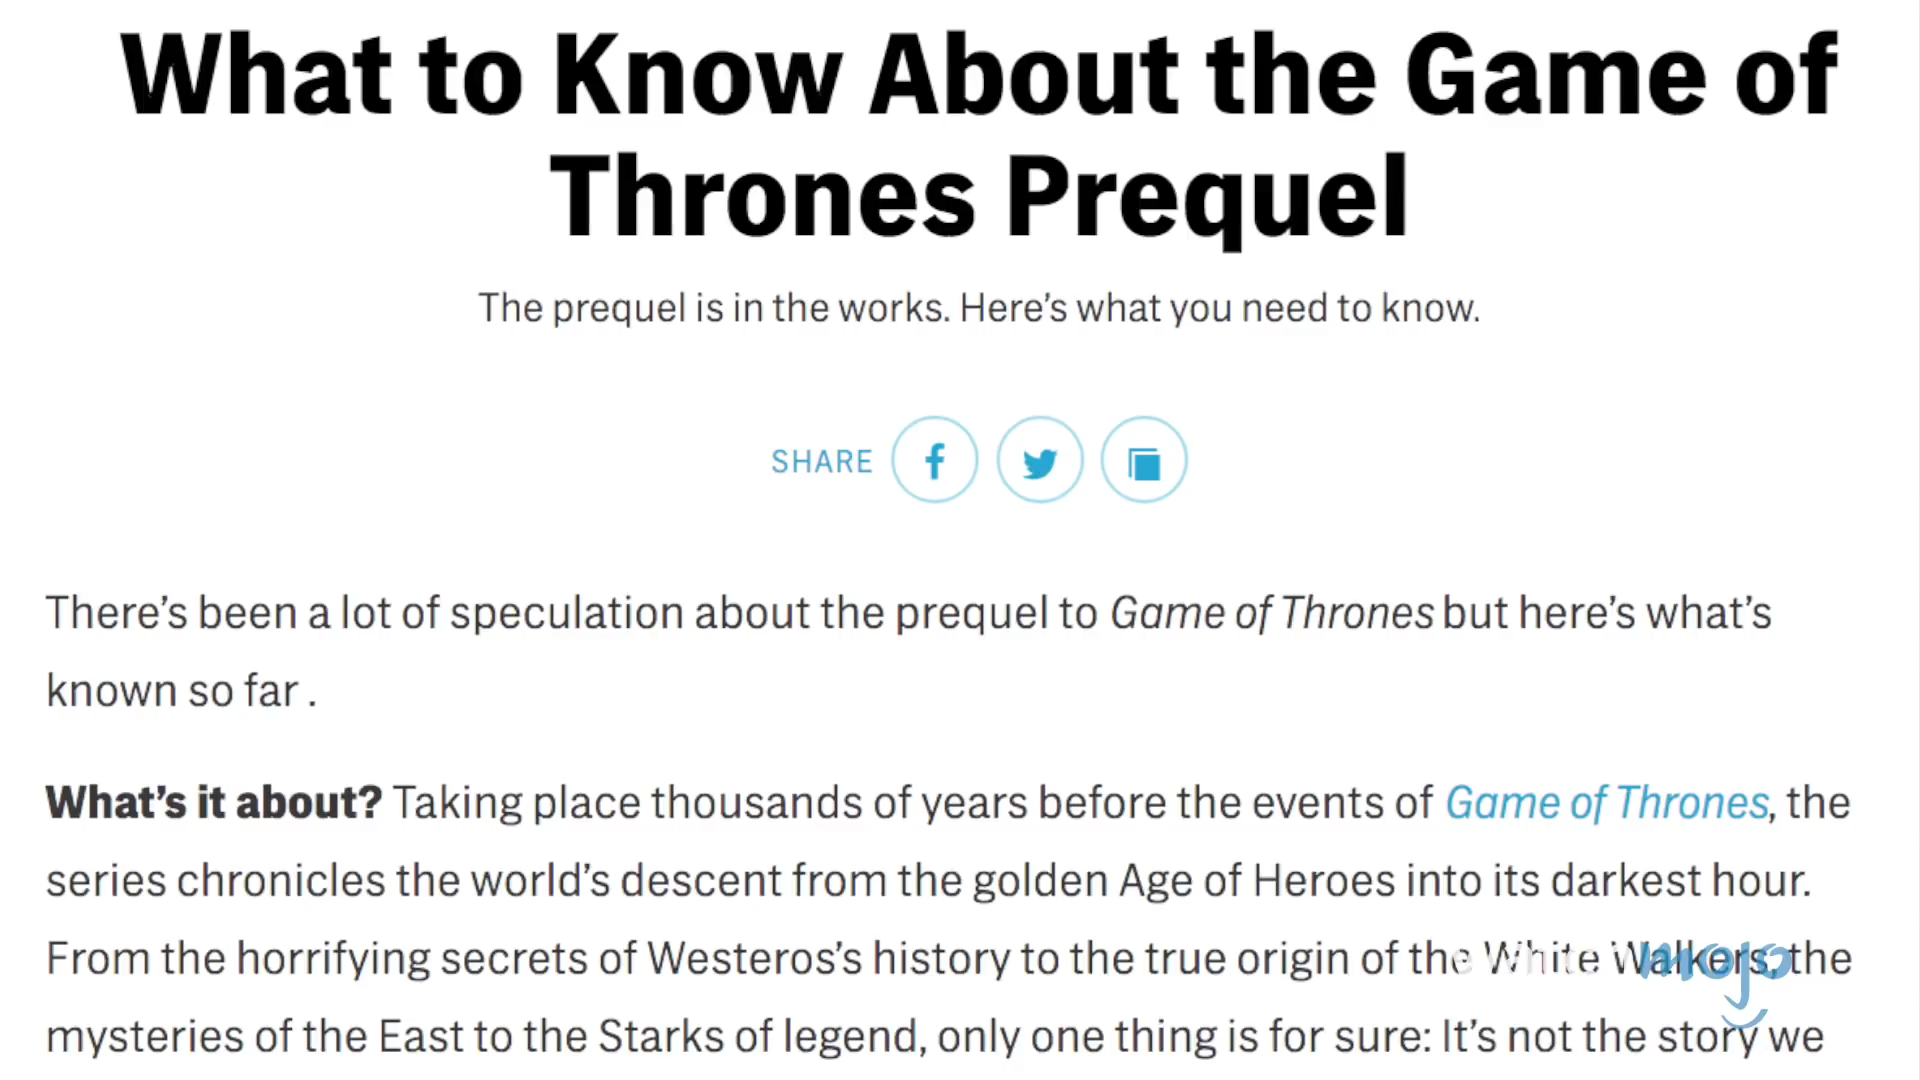 What to Know About the Game of
Thrones Prequel
The prequel is in the works. Here’s what you need to know.
SHARE
There’s been a lot of speculation about the prequel to Game of Thrones but here’s what’s
known so far .
What’s it about? Taking place thousands of years before the events of Game of Thrones, the
series chronicles the world’s descent from the golden Age of Heroes into its darkest hour.
From the horrifying secrets of Westeros’s history to the true origin of the White Walkers, the
mojo
mysteries of the East to the Starks of legend, only one thing is for sure: It’s not the story we